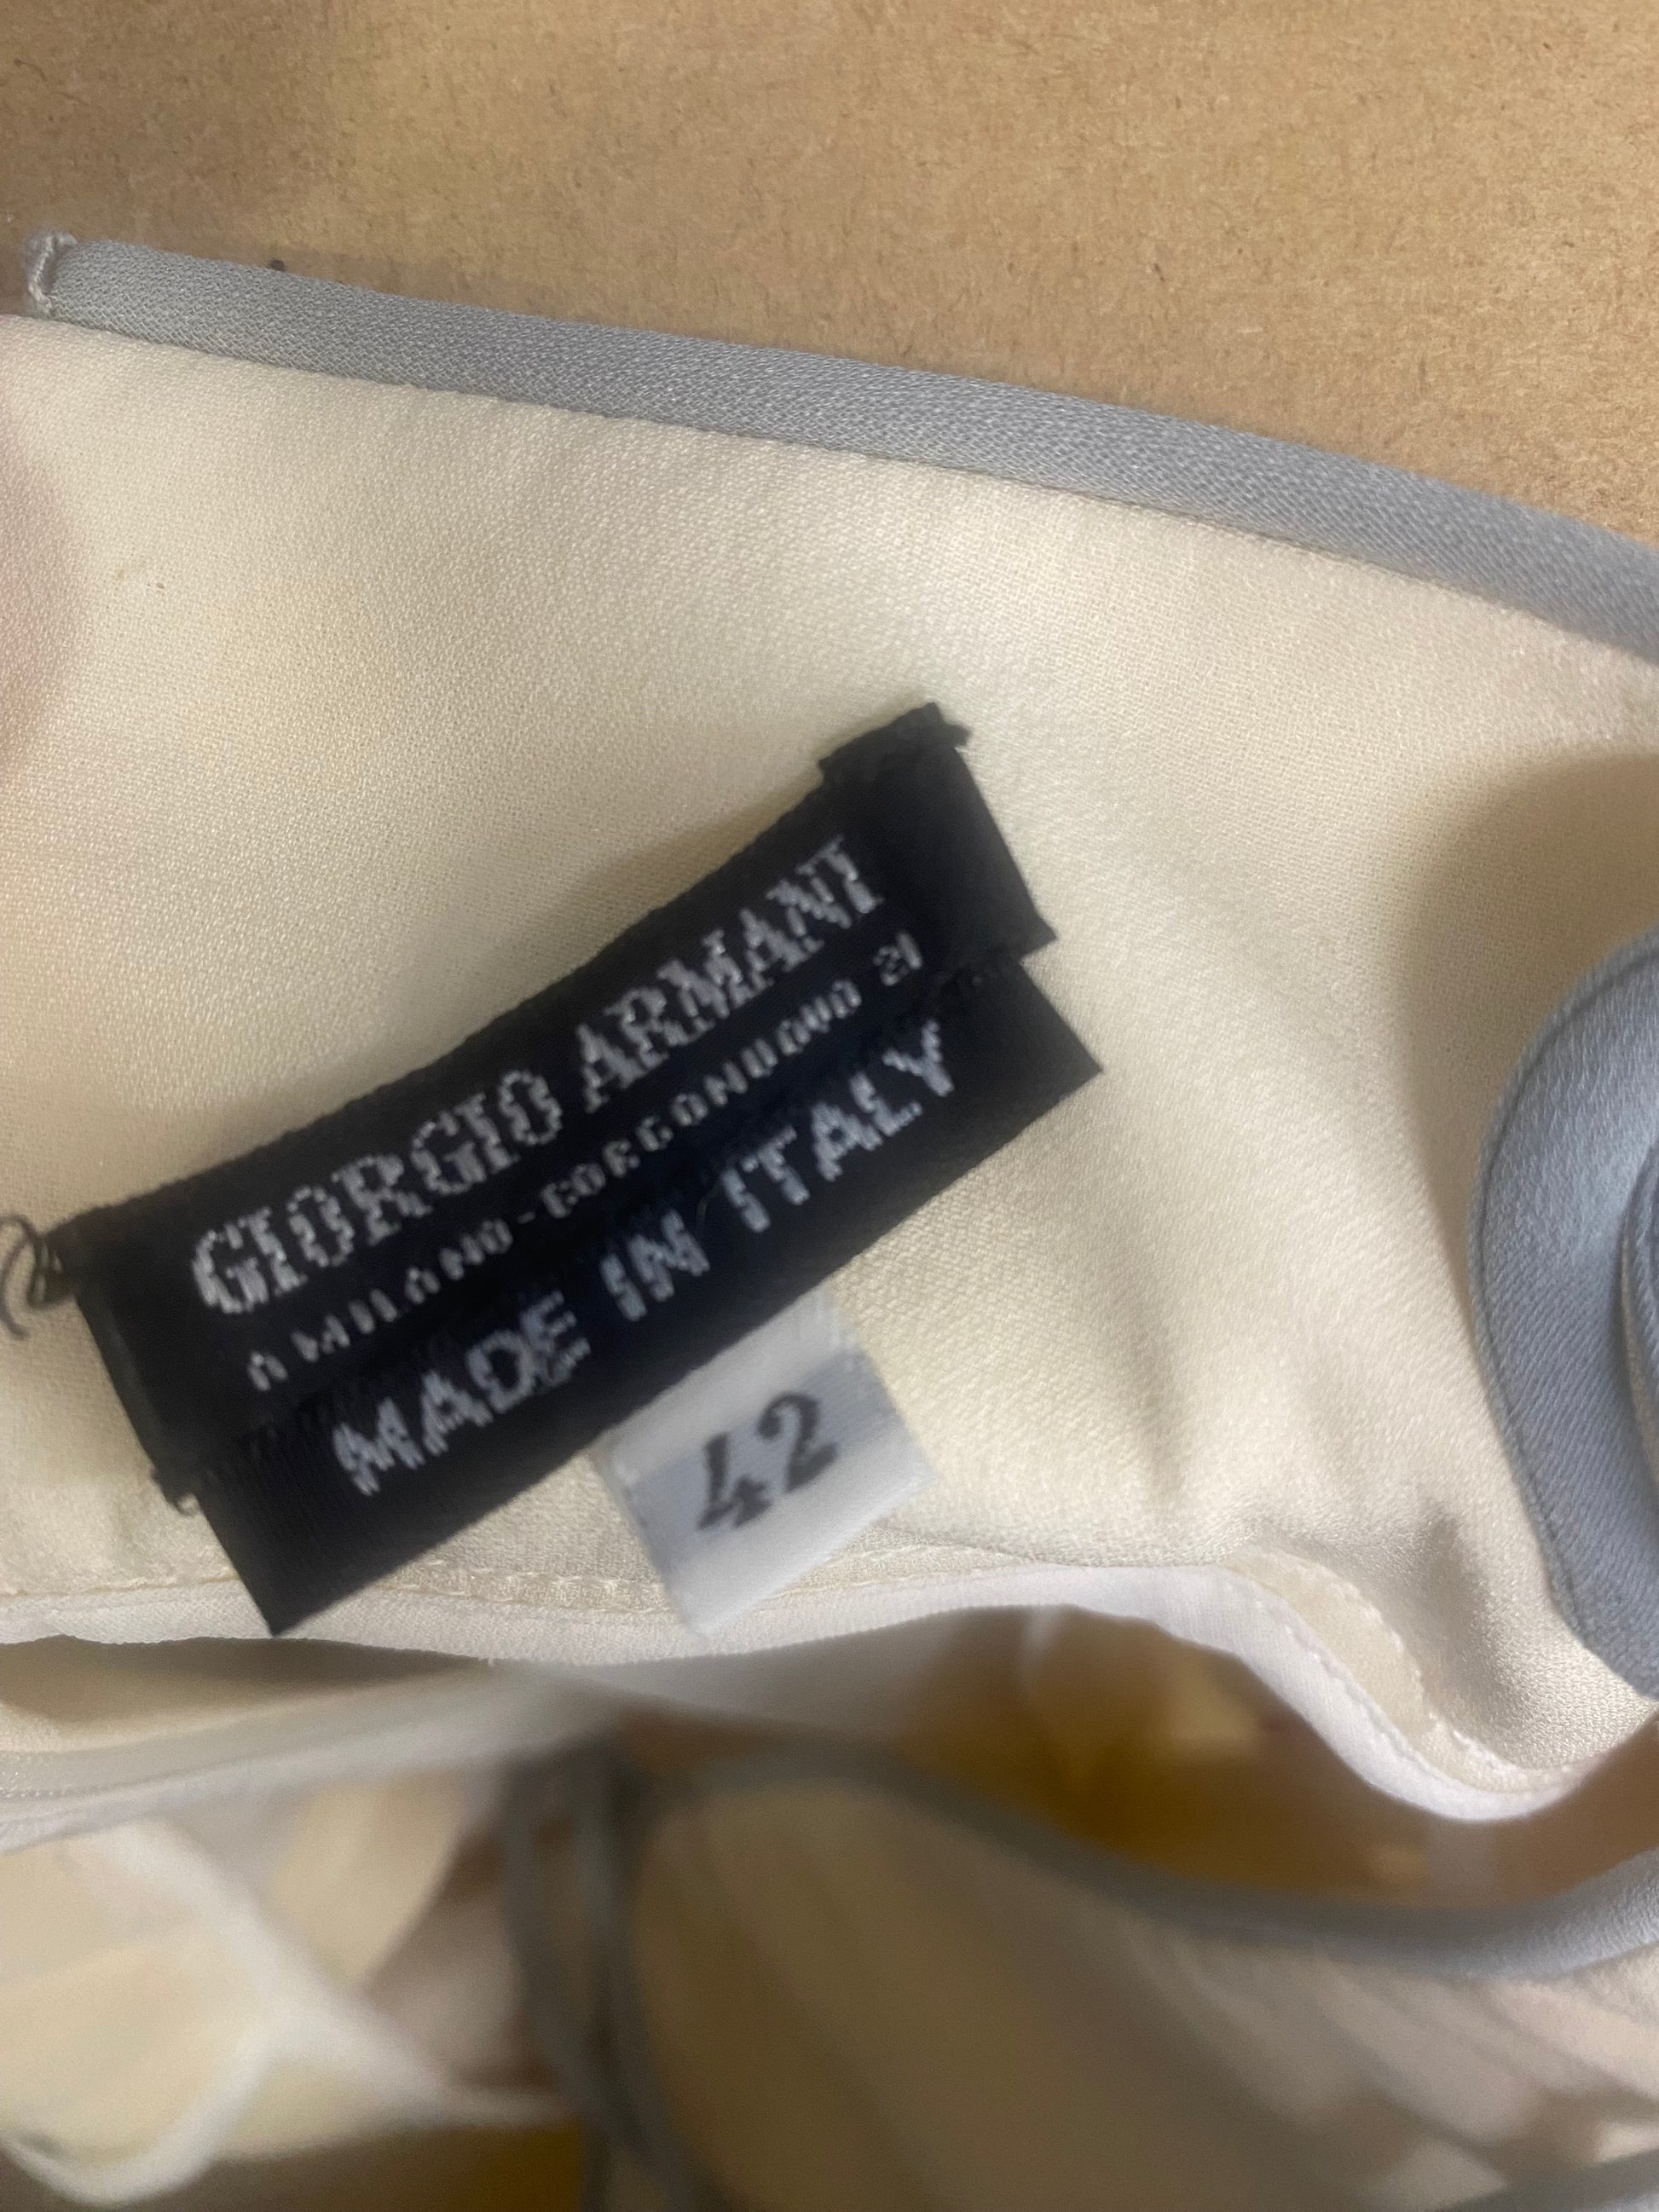 GIORGIO ARMANI
A MILANO-BORGONUOVO 21
MADE IN ITALY
42